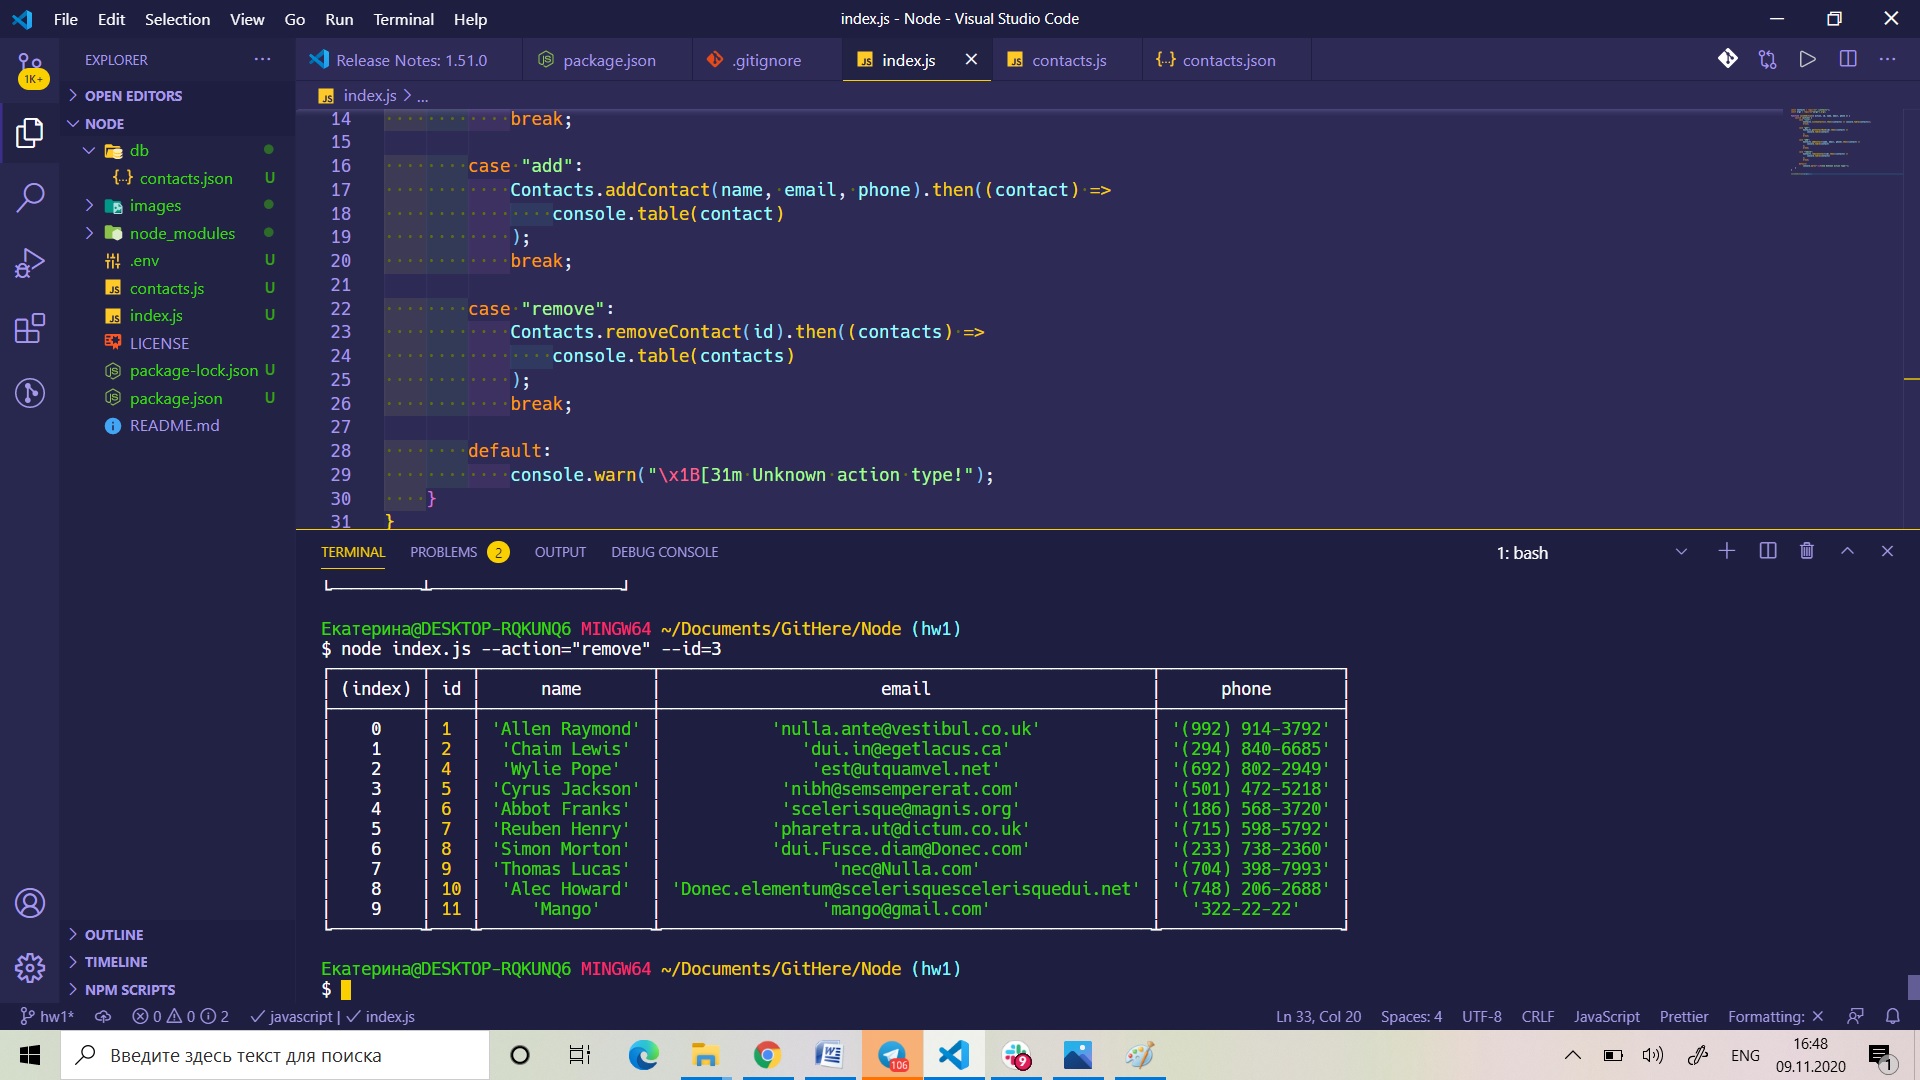 File Edit Selection View Go Run Terminal Help
index.js - Node - Visual Studio Code
1K+
EXPLORER
OPEN EDITORS
NODE
db
contacts.json U
images
node_modules
.env U
contacts.js U
index.js U
LICENSE
package-lock.json U
package.json U
README.md
OUTLINE
TIMELINE
NPM SCRIPTS
Release Notes: 1.51.0 package.json .gitignore index.js contacts.js contacts.json
index.js > ...
14 break;
15
16 case "add":
17 Contacts.addContact(name, email, phone).then((contact) =>
18 console.table(contact)
19 );
20 break;
21
22 case "remove":
23 Contacts.removeContact(id).then((contacts) =>
24 console.table(contacts)
25 );
26 break;
27
28 default:
29 console.warn("\x1B[31m Unknown action type!");
30 }
31 }
TERMINAL PROBLEMS 2 OUTPUT DEBUG CONSOLE 1: bash
Екатерина@DESKTOP-RQKUNQ6 MINGW64 ~/Documents/GitHere/Node (hw1)
$ node index.js --action="remove" --id=3
(index) id name email phone
0 1 'Allen Raymond' 'nulla.ante@vestibul.co.uk' '(992) 914-3792'
1 2 'Chaim Lewis' 'dui.in@egetlacus.ca' '(294) 840-6685'
2 4 'Wylie Pope' 'est@utquamvel.net' '(692) 802-2949'
3 5 'Cyrus Jackson' 'nibh@semsempererat.com' '(501) 472-5218'
4 6 'Abbot Franks' 'scelerisque@magnis.org' '(186) 568-3720'
5 7 'Reuben Henry' 'pharetra.ut@dictum.co.uk' '(715) 598-5792'
6 8 'Simon Morton' 'dui.Fusce.diam@Donec.com' '(233) 738-2360'
7 9 'Thomas Lucas' 'nec@Nulla.com' '(704) 398-7993'
8 10 'Alec Howard' 'Donec.elementum@scelerisquescelerisquedui.net' '(748) 206-2688'
9 11 'Mango' 'mango@gmail.com' '322-22-22'
Екатерина@DESKTOP-RQKUNQ6 MINGW64 ~/Documents/GitHere/Node (hw1)
$
hw1* 0 0 2 javascript | index.js Ln 33, Col 20 Spaces: 4 UTF-8 CRLF JavaScript Prettier Formatting: ×
Введите здесь текст для поиска 106 9 ENG 16:48
09.11.2020 1